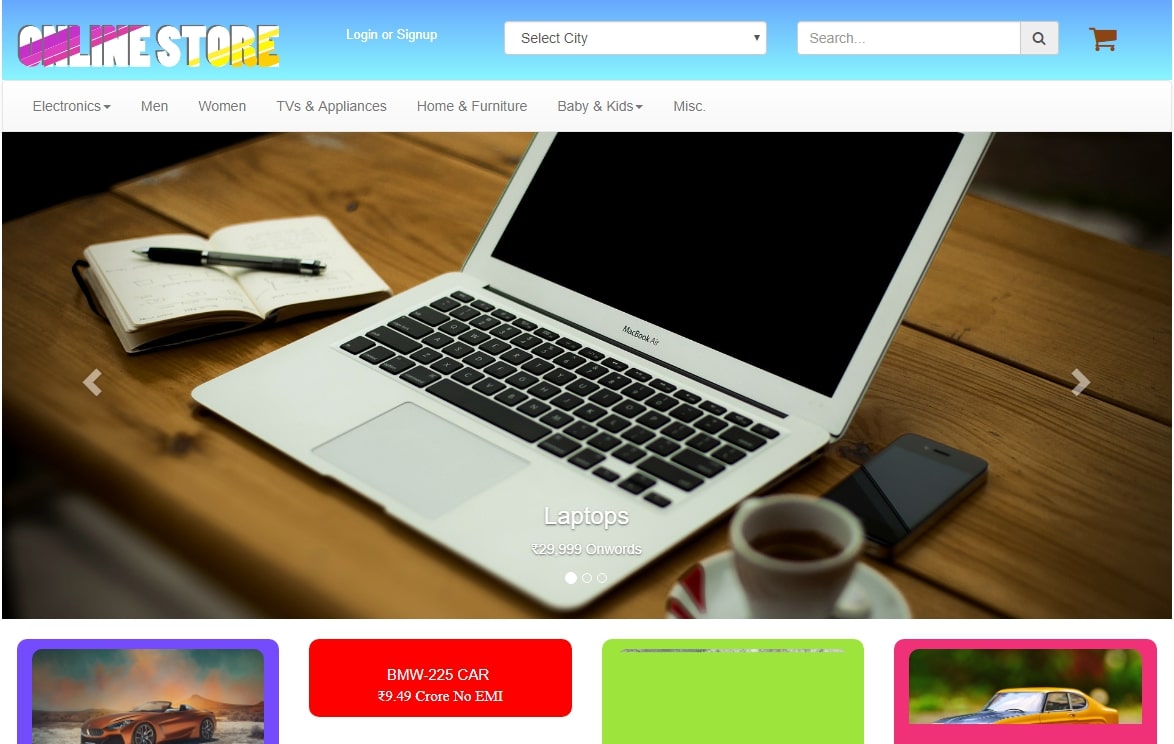 ONLINE STORE
Login or Signup
Select City
Search...
Electronics
Men
Women
TVs & Appliances
Home & Furniture
Baby & Kids
Misc.
MacBook Air
Laptops
₹29,999 Onwords
BMW-225 CAR
₹9.49 Crore No EMI